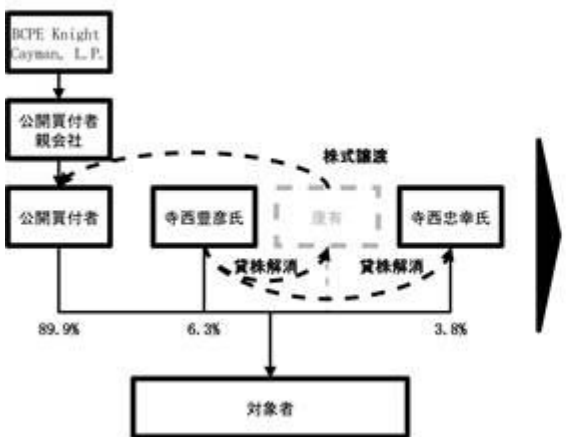 BCPE Knight
Cayman, L.P.
公開買付者
親会社
株式譲渡
公開買付者
寺西豊彦氏
寺西忠幸氏
貸株解消
貸株解消
89.9%
6.3%
3.8%
対象者